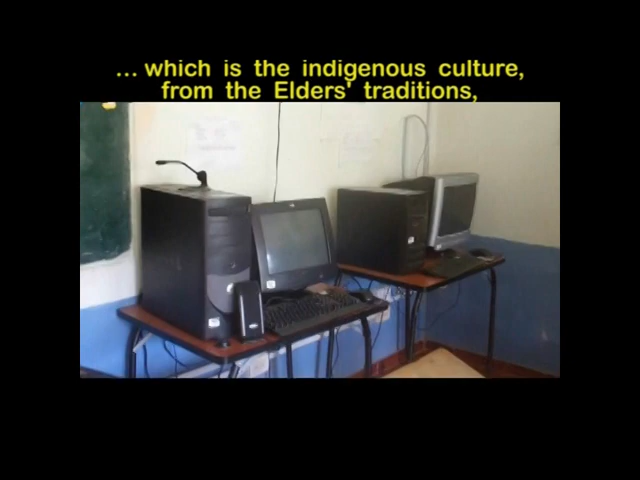 ... which is the indigenous culture,
from the Elders' traditions,